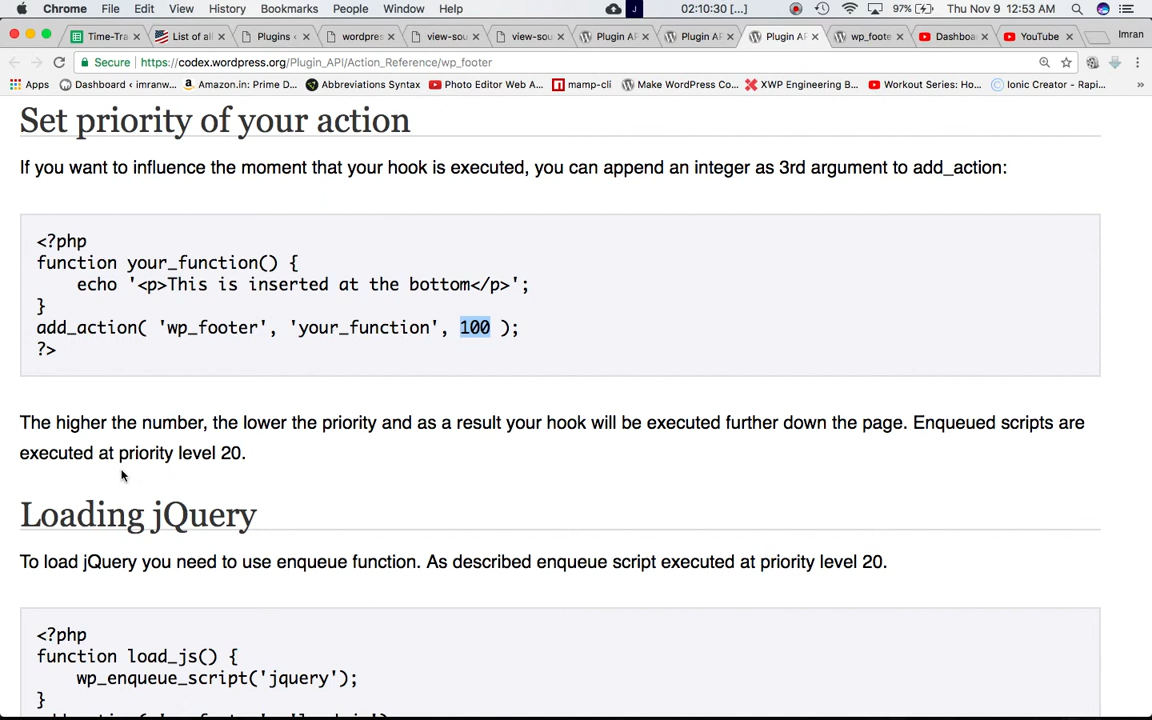 Chrome File Edit View History Bookmarks People Window Help J 02:10:30 [...] 97% Thu Nov 9 12:53 AM
Time-Tra List of al Plugins ‹ wordpres view-sou view-sou Plugin AP Plugin AP Plugin AP wp_foote Dashboa YouTube Imran
Secure https://codex.wordpress.org/Plugin_API/Action_Reference/wp_footer
Apps Dashboard ‹ imranw... Amazon.in: Prime D... Abbreviations Syntax Photo Editor Web A... mamp-cli Make WordPress Co... XWP Engineering B... Workout Series: Ho... Ionic Creator - Rapi... »
Set priority of your action
If you want to influence the moment that your hook is executed, you can append an integer as 3rd argument to add_action:
<?php
function your_function() {
echo '<p>This is inserted at the bottom</p>';
}
add_action( 'wp_footer', 'your_function', 100 );
?>
The higher the number, the lower the priority and as a result your hook will be executed further down the page. Enqueued scripts are
executed at priority level 20.
Loading jQuery
To load jQuery you need to use enqueue function. As described enqueue script executed at priority level 20.
<?php
function load_js() {
wp_enqueue_script('jquery');
}